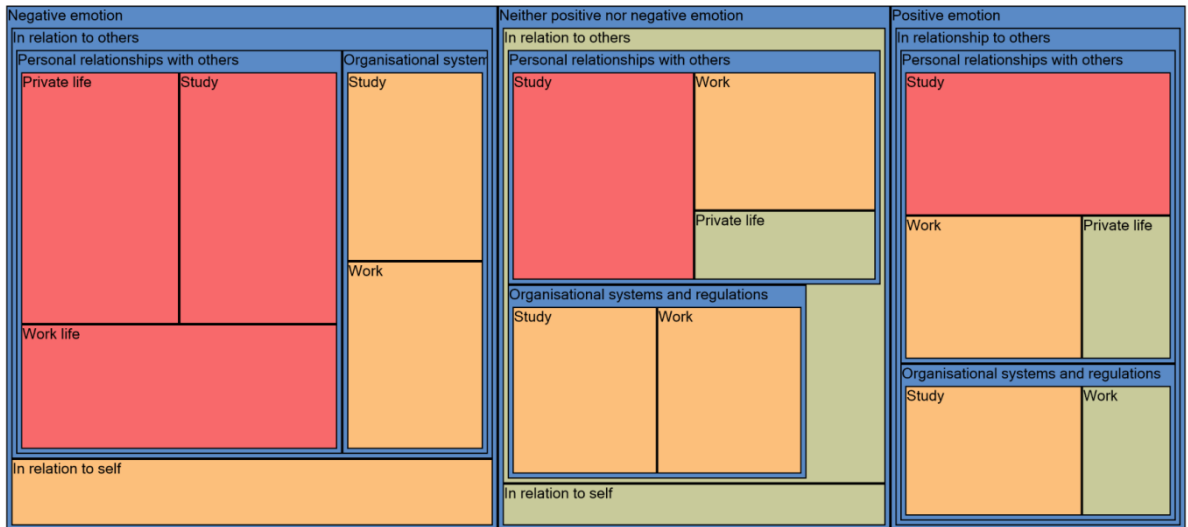 Negative emotion
In relation to others
Personal relationships with others
Private life
Study
Work life
Organisational system
Study
Work
In relation to self
Neither positive nor negative emotion
In relation to others
Personal relationships with others
Study
Work
Private life
Organisational systems and regulations
Study
Work
In relation to self
Positive emotion
In relationship to others
Personal relationships with others
Study
Work
Private life
Organisational systems and regulations
Study
Work